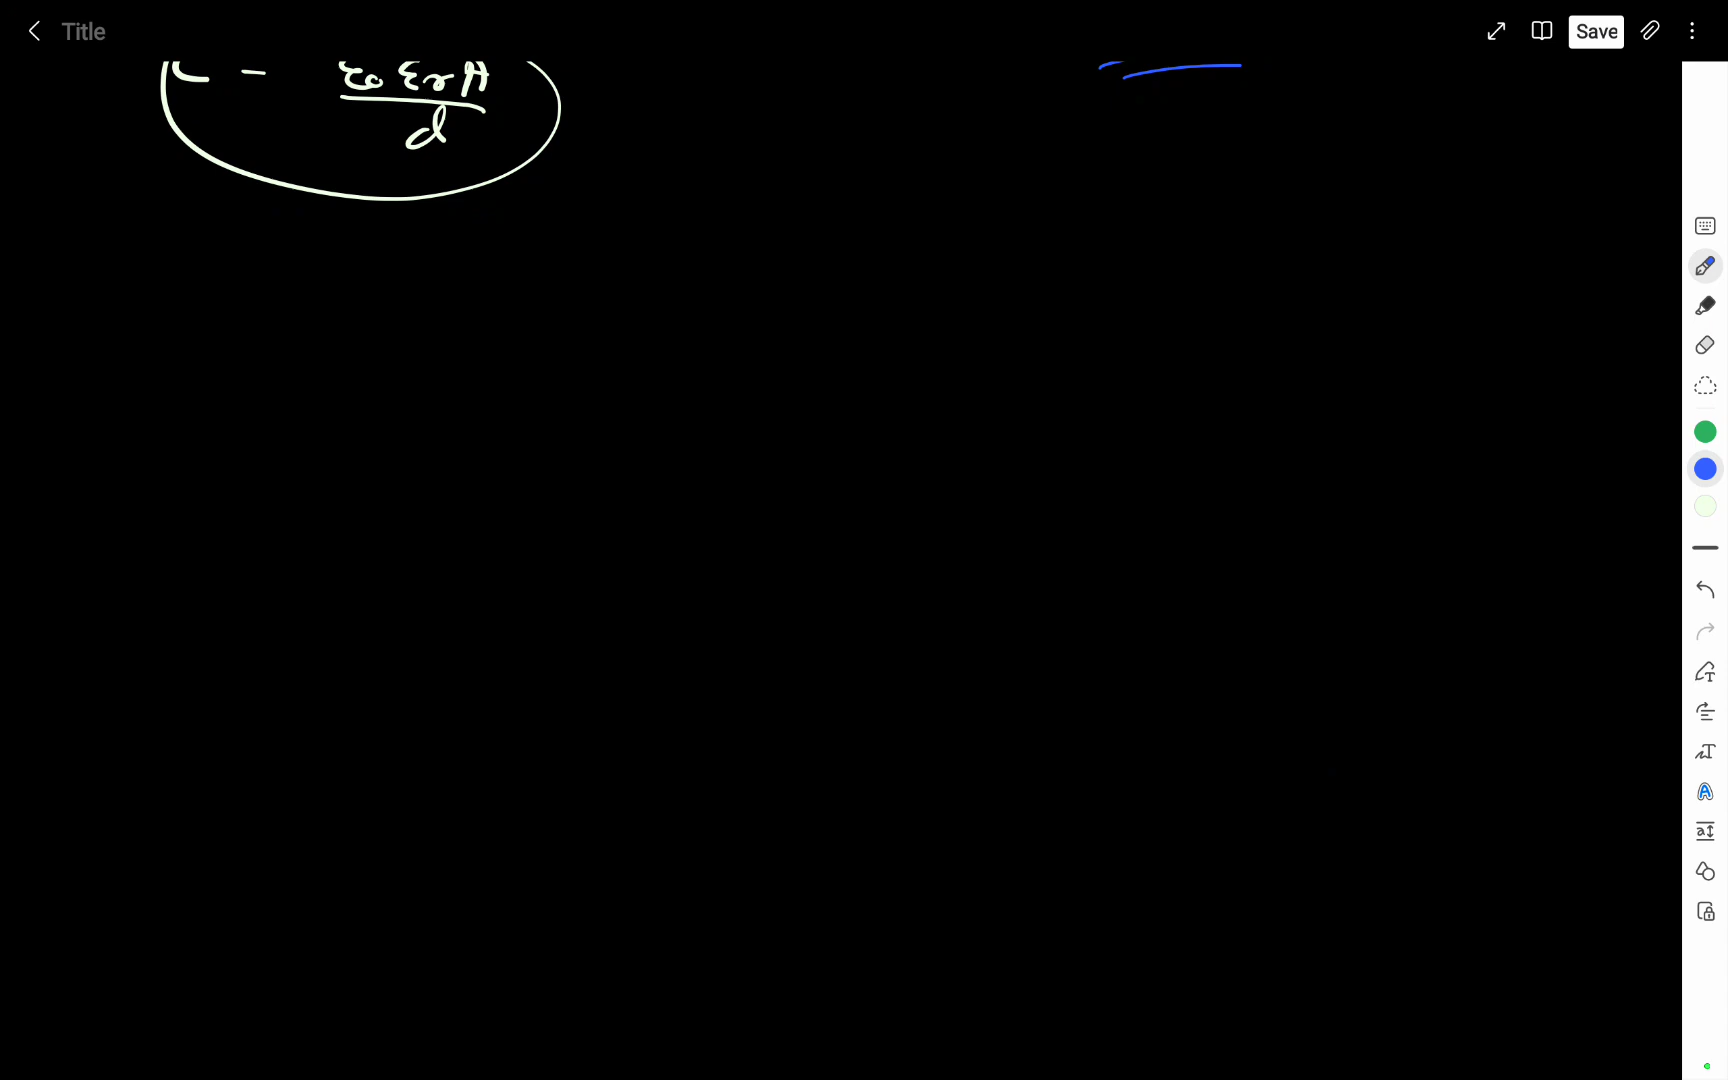 Title
Save
C = ε₀ εr A
d